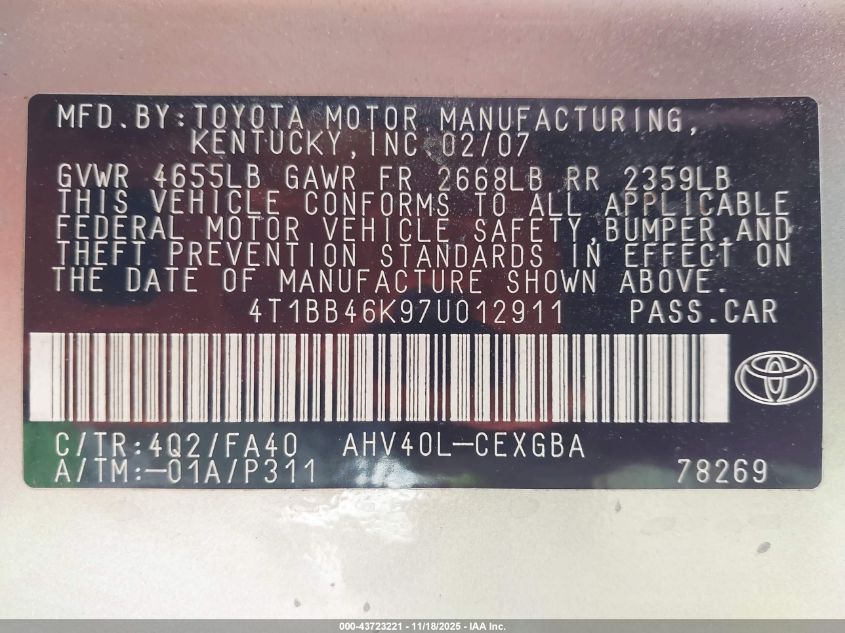 MFD.BY:TOYOTA MOTOR MANUFACTURING,
KENTUCKY,INC 02/07
GVWR 4655LB GAWR FR 2668LB RR 2359LB
THIS VEHICLE CONFORMS TO ALL APPLICABLE
FEDERAL MOTOR VEHICLE SAFETY,BUMPER,AND
THEFT PREVENTION STANDARDS IN EFFECT ON
THE DATE OF MANUFACTURE SHOWN ABOVE.
4T1BB46K97U012911 PASS.CAR
C/TR:4Q2/FA40 AHV40L-CEXGBA
A/TM:-01A/P311 78269
000-43723221 - 11/18/2025 - IAA Inc.